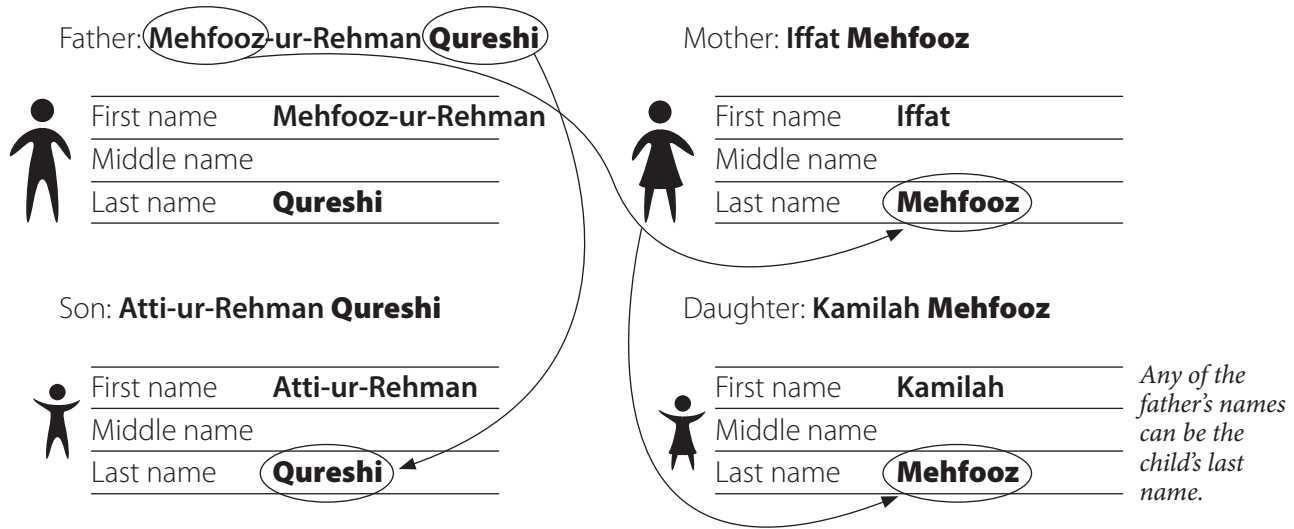 Father: Mehfooz-ur-Rehman Qureshi
First name Mehfooz-ur-Rehman
Middle name
Last name Qureshi
Mother: Iffat Mehfooz
First name Iffat
Middle name
Last name Mehfooz
Son: Atti-ur-Rehman Qureshi
First name Atti-ur-Rehman
Middle name
Last name Qureshi
Daughter: Kamilah Mehfooz
First name Kamilah
Middle name
Last name Mehfooz
Any of the
father's names
can be the
child's last
name.